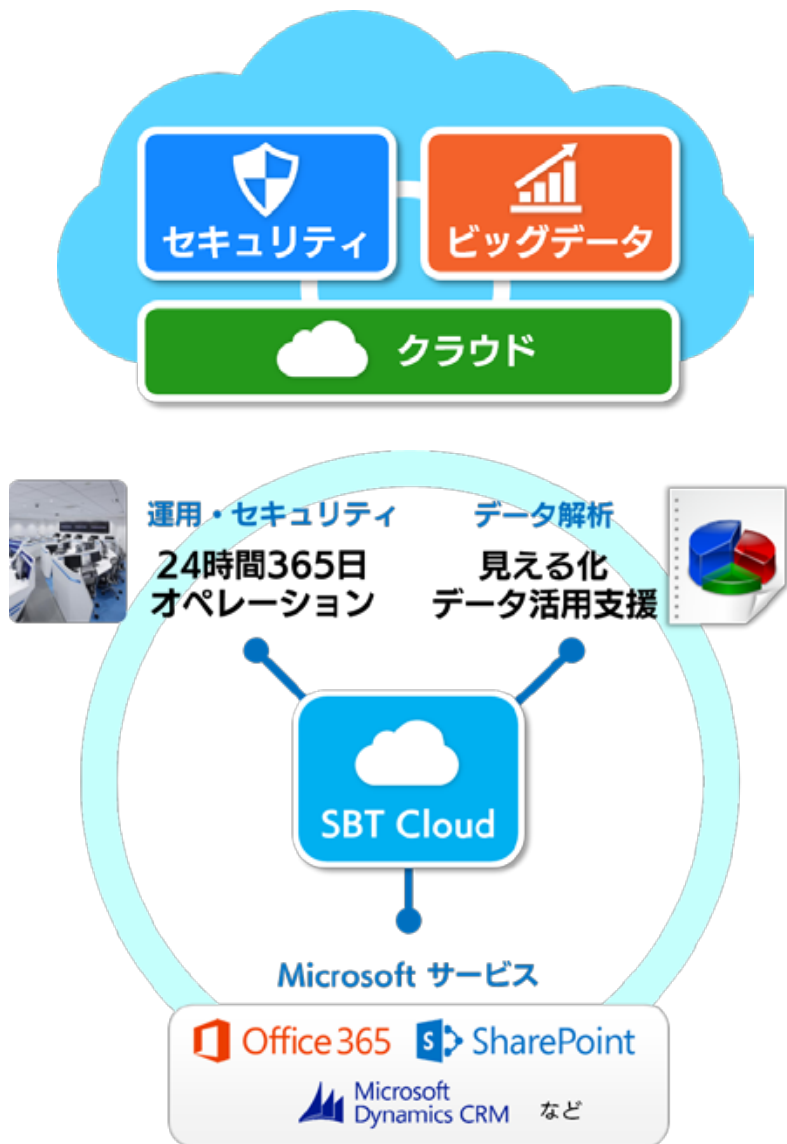 セキュリティ
ビッグデータ
クラウド
運用・セキュリティ
24時間365日
オペレーション
データ解析
見える化
データ活用支援
SBT Cloud
Microsoft サービス
Office 365
S SharePoint
Microsoft
Dynamics CRM など